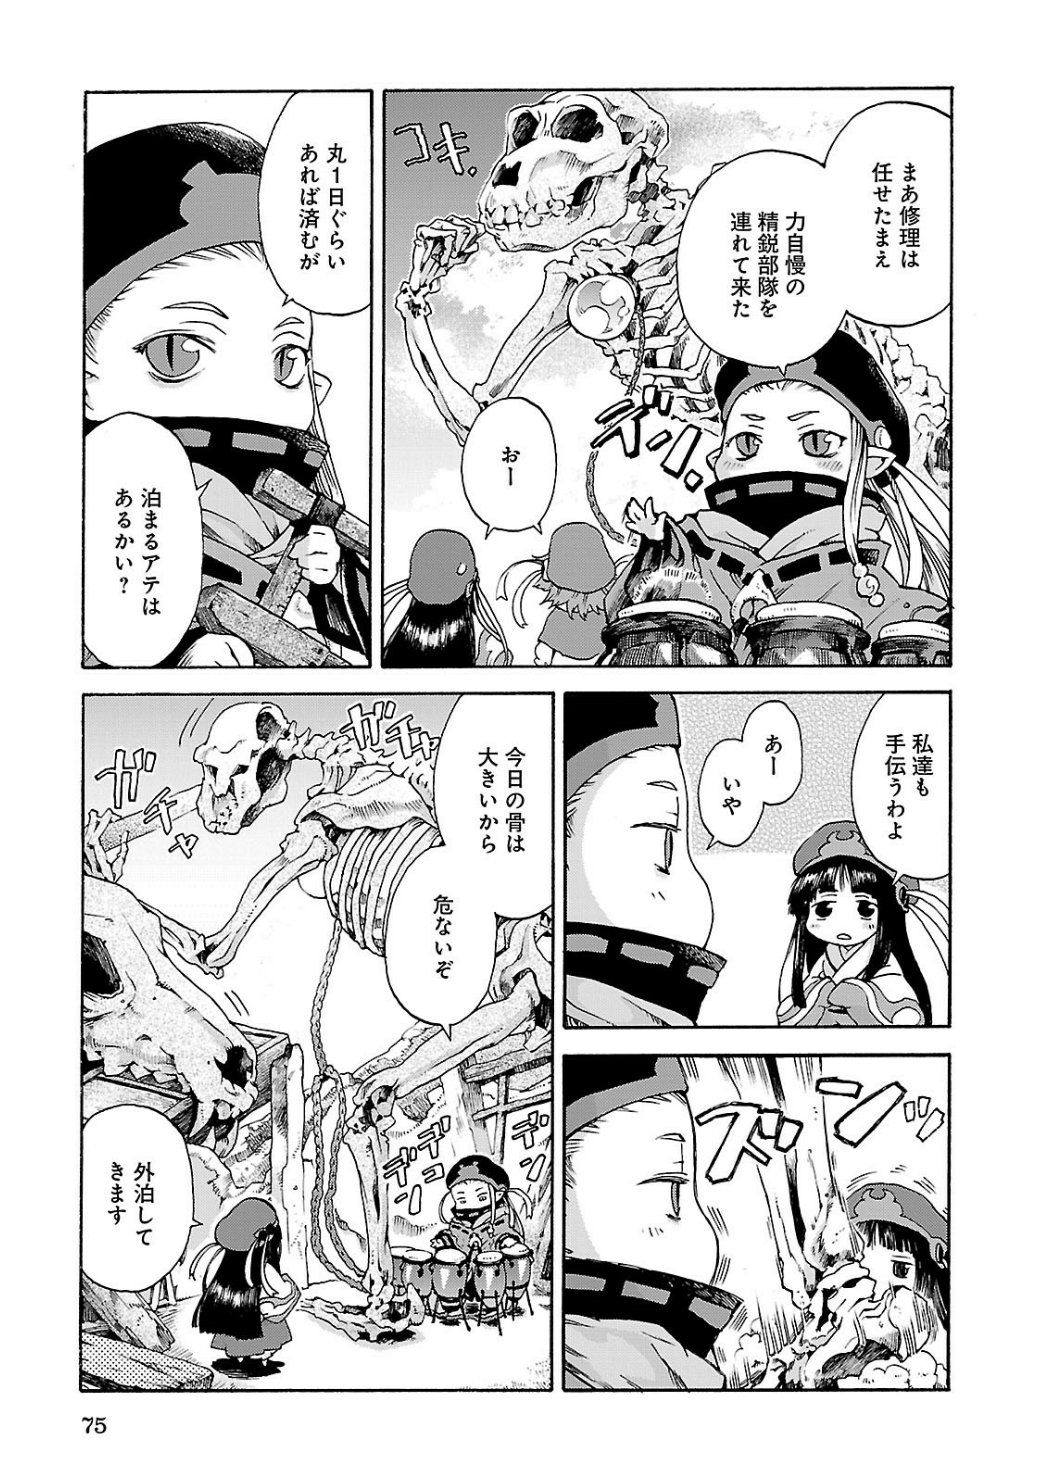 まあ修理は
任せたまえ
力自慢の
精鋭部隊を
連れて来た
コキ
ズシ
おー
丸1日ぐらい
あれば済むが
泊まるアテは
あるかい？
私達も
手伝うわよ
あー
いや
ズンッ
今日の骨は
大きいから
危ないぞ
ガチャ
ガチャ
デンデコデン
外泊して
きます
75